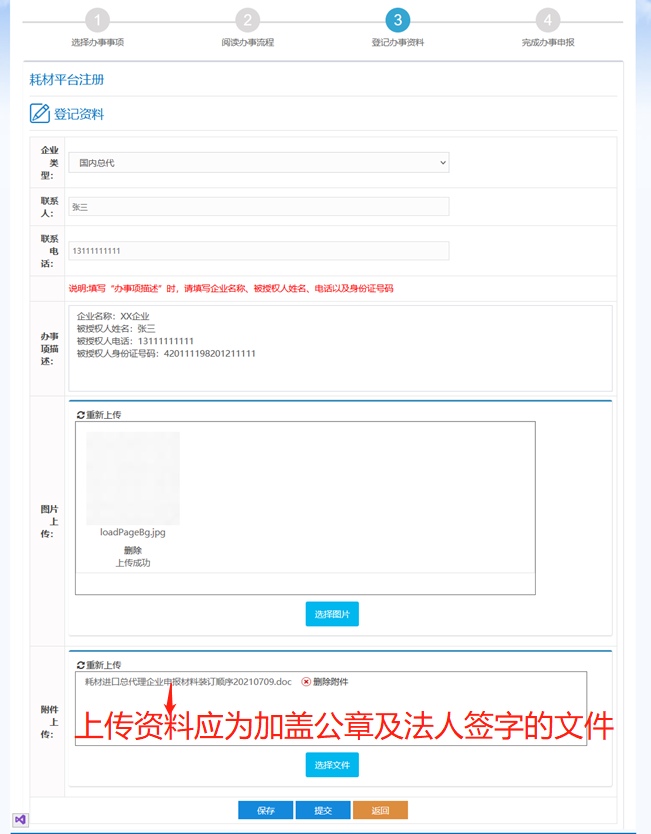 1
2
3
4
选择办事事项
阅读办事流程
登记办事资料
完成办事申报
耗材平台注册
登记资料
企业
类
型：
国内总代
联系
人：
张三
联系
电
话：
13111111111
说明:填写“办事项描述”时，请填写企业名称、被授权人姓名、电话以及身份证号码
办事
项描
述：
企业名称：XX企业
被授权人姓名：张三
被授权人电话：13111111111
被授权人身份证号码：420111198201211111
图片
上
传：
重新上传
loadPageBg.jpg
删除
上传成功
选择图片
附件
上
传：
重新上传
耗材进口总代理企业申报材料装订顺序20210709.doc 删除附件
上传资料应为加盖公章及法人签字的文件
选择文件
保存
提交
返回